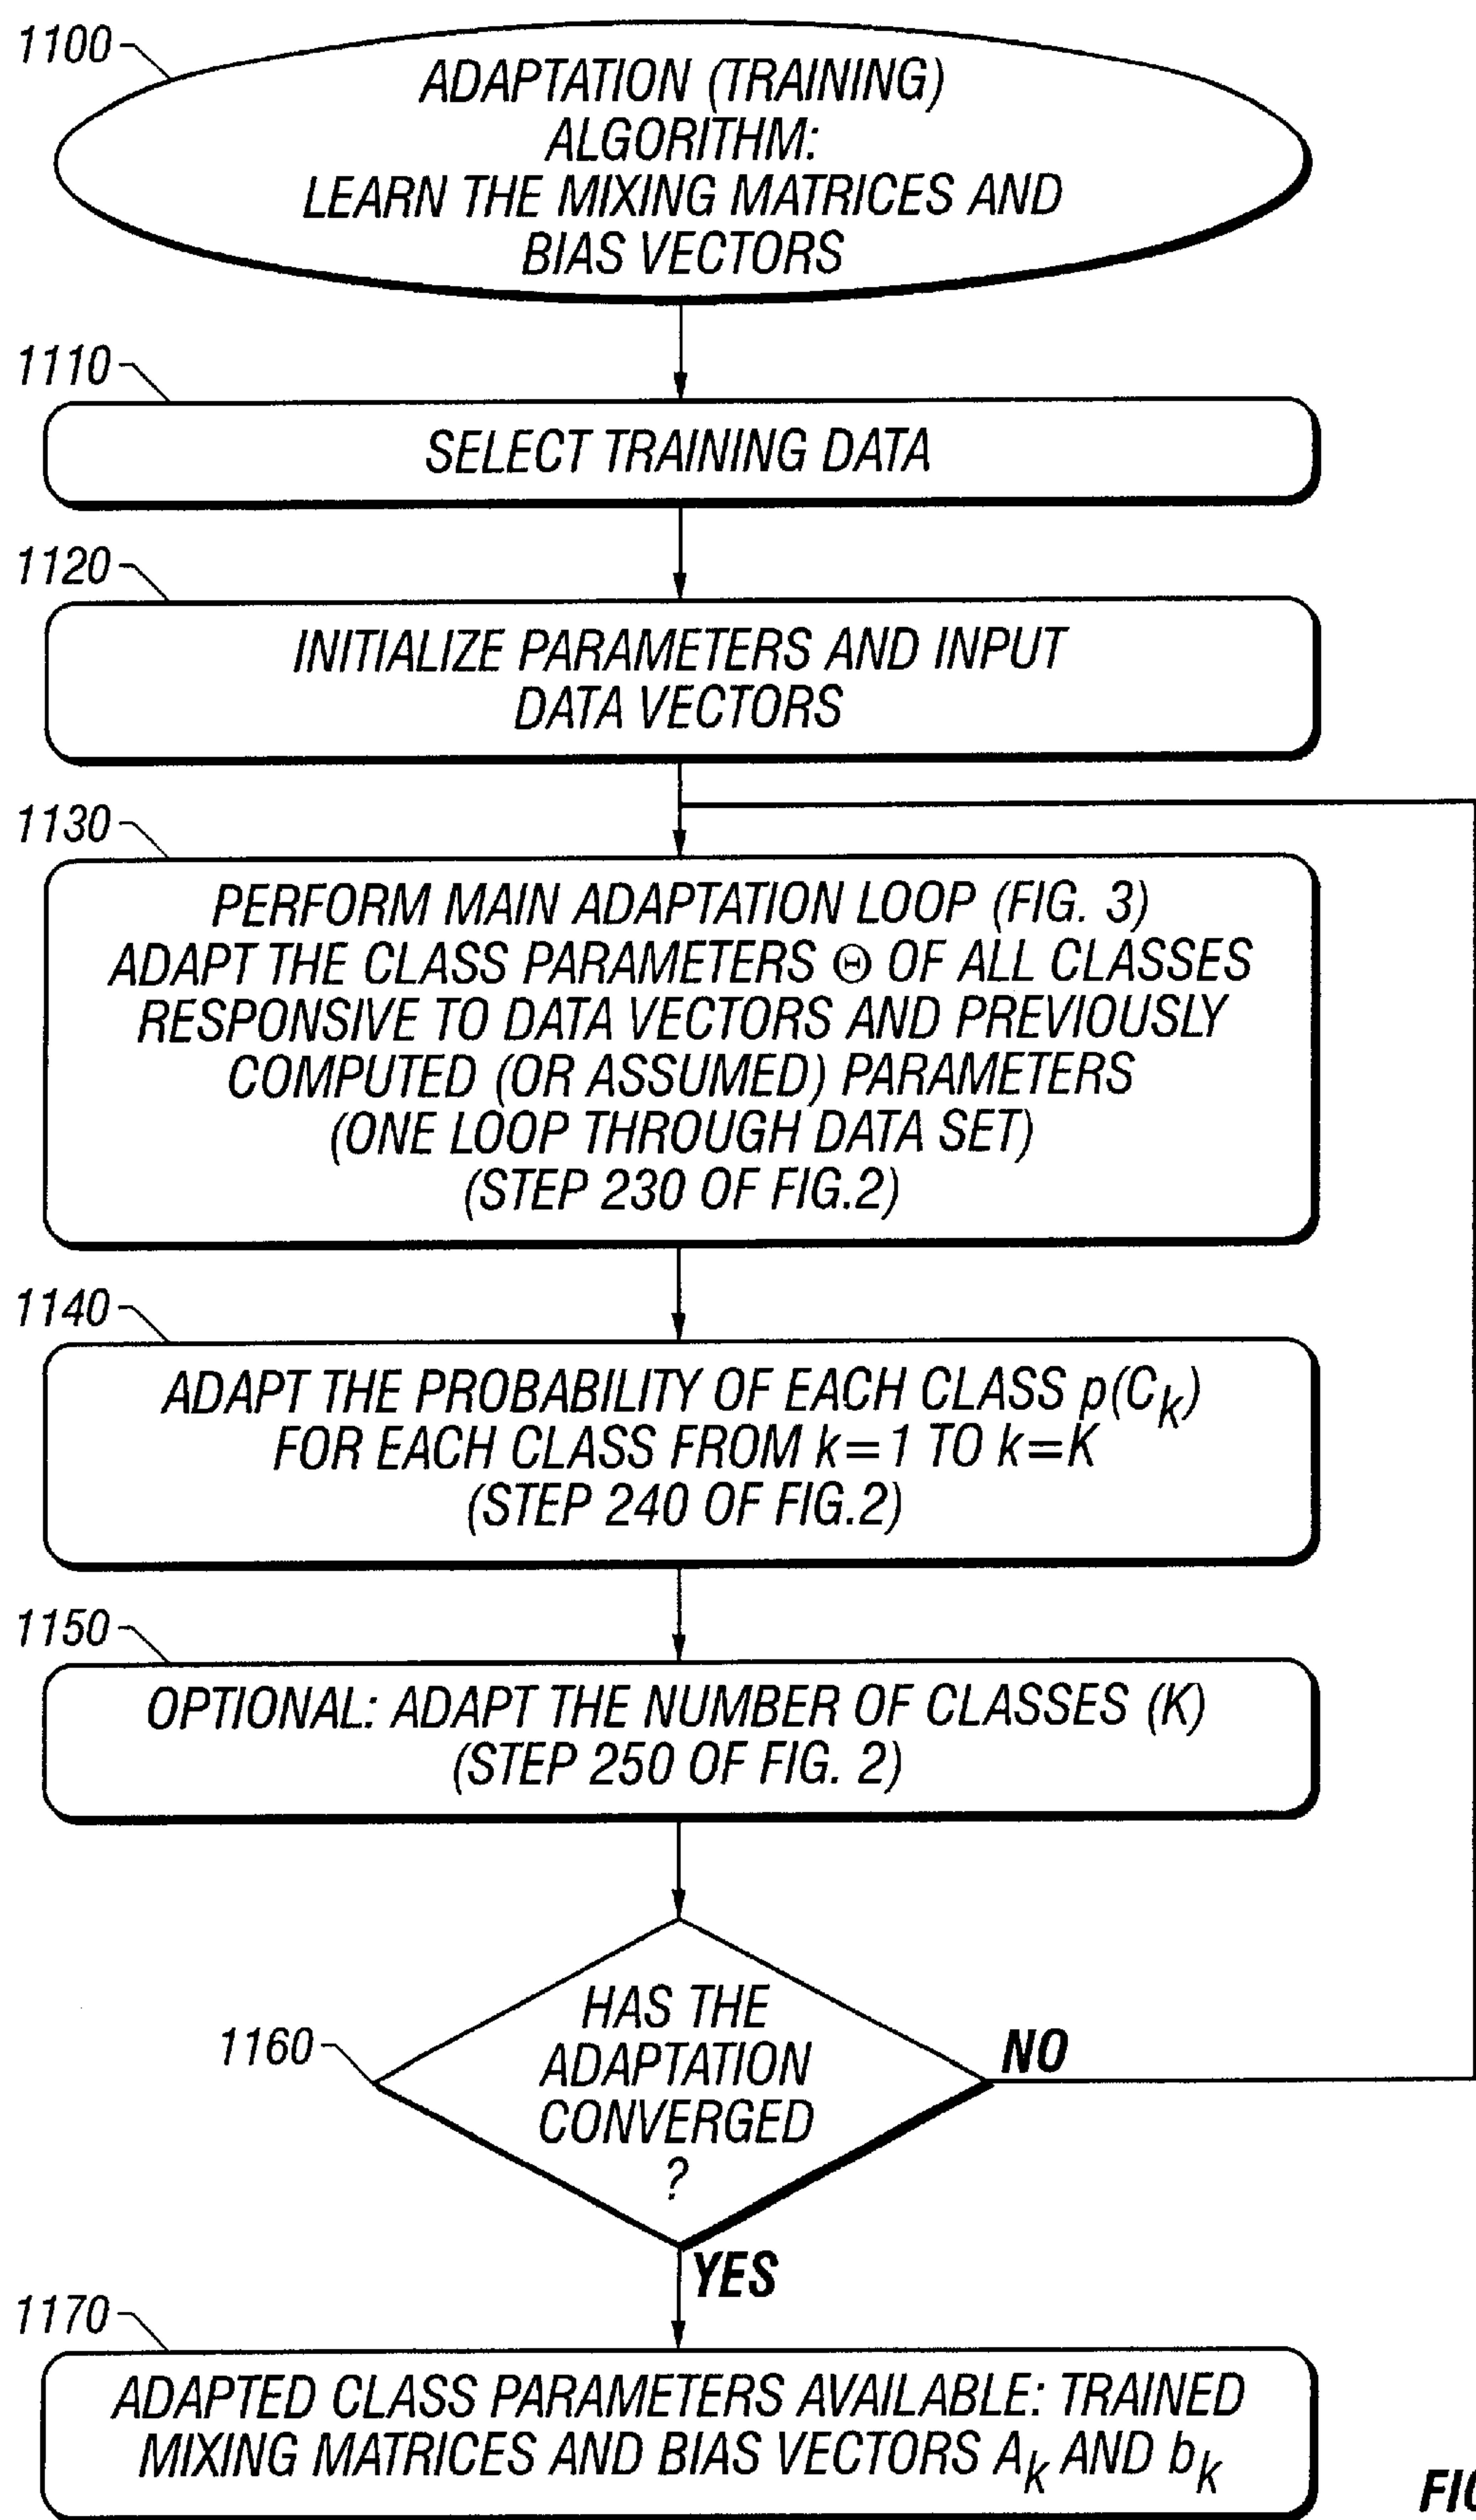 1100
ADAPTATION (TRAINING)
ALGORITHM:
LEARN THE MIXING MATRICES AND
BIAS VECTORS
1110
SELECT TRAINING DATA
1120
INITIALIZE PARAMETERS AND INPUT
DATA VECTORS
1130
PERFORM MAIN ADAPTATION LOOP (FIG. 3)
ADAPT THE CLASS PARAMETERS Θ OF ALL CLASSES
RESPONSIVE TO DATA VECTORS AND PREVIOUSLY
COMPUTED (OR ASSUMED) PARAMETERS
(ONE LOOP THROUGH DATA SET)
(STEP 230 OF FIG.2)
1140
ADAPT THE PROBABILITY OF EACH CLASS p(Ck)
FOR EACH CLASS FROM k=1 TO k=K
(STEP 240 OF FIG.2)
1150
OPTIONAL: ADAPT THE NUMBER OF CLASSES (K)
(STEP 250 OF FIG. 2)
1160
HAS THE
ADAPTATION
CONVERGED
?
NO
YES
1170
ADAPTED CLASS PARAMETERS AVAILABLE: TRAINED
MIXING MATRICES AND BIAS VECTORS Ak AND bk